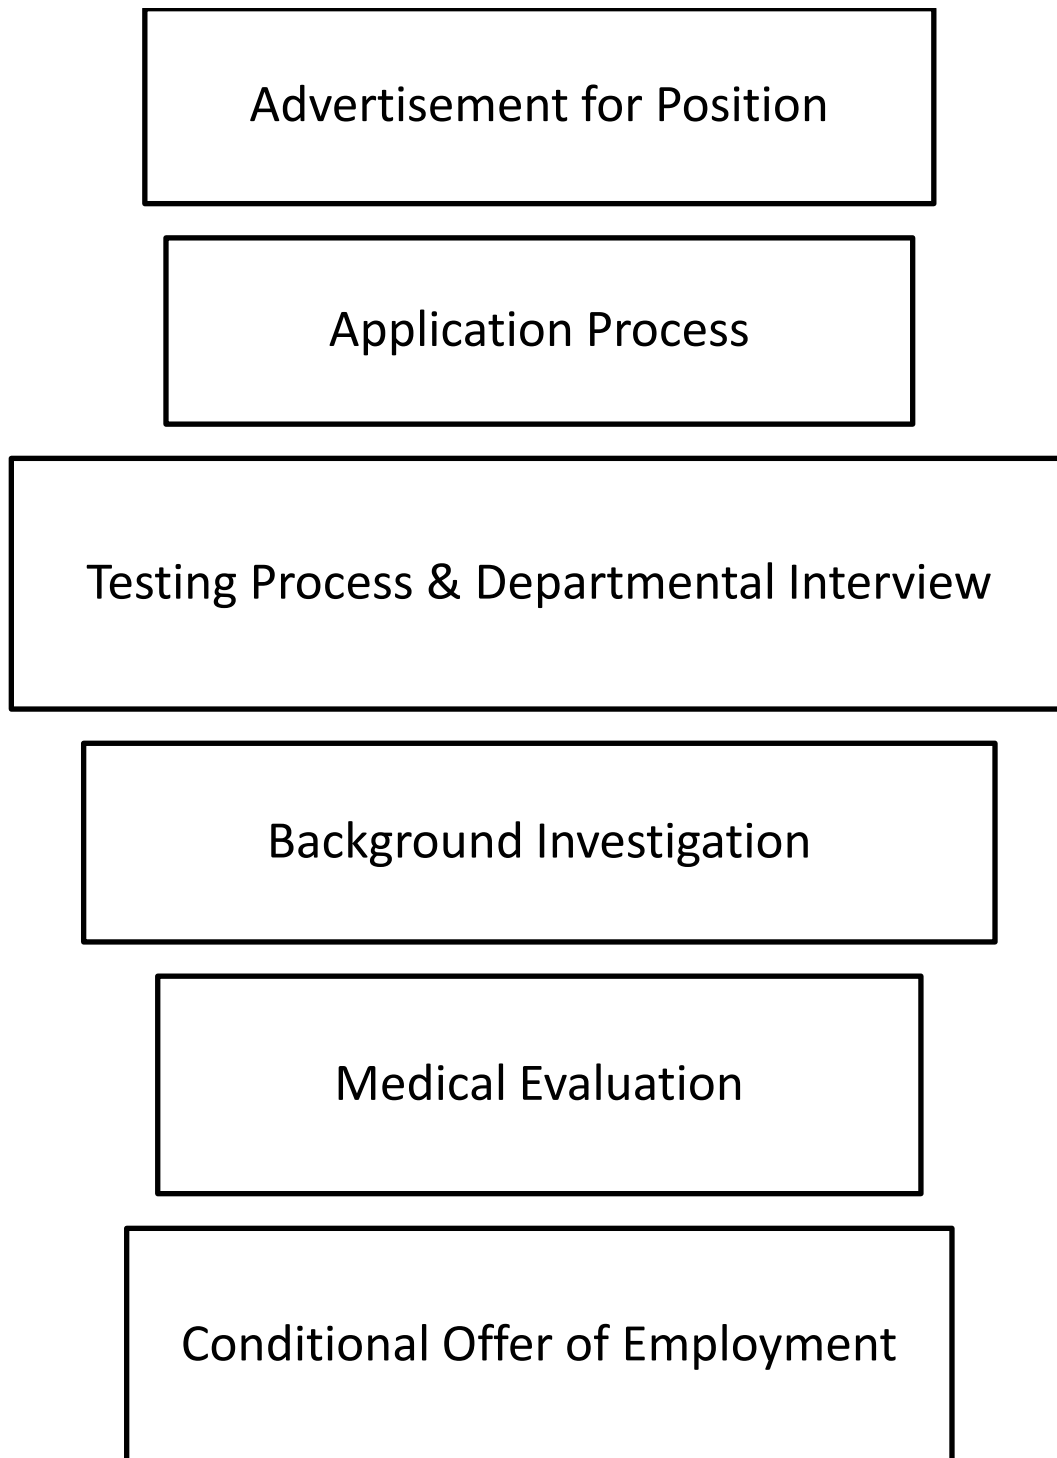 Advertisement for Position
Application Process
Testing Process & Departmental Interview
Background Investigation
Medical Evaluation
Conditional Offer of Employment